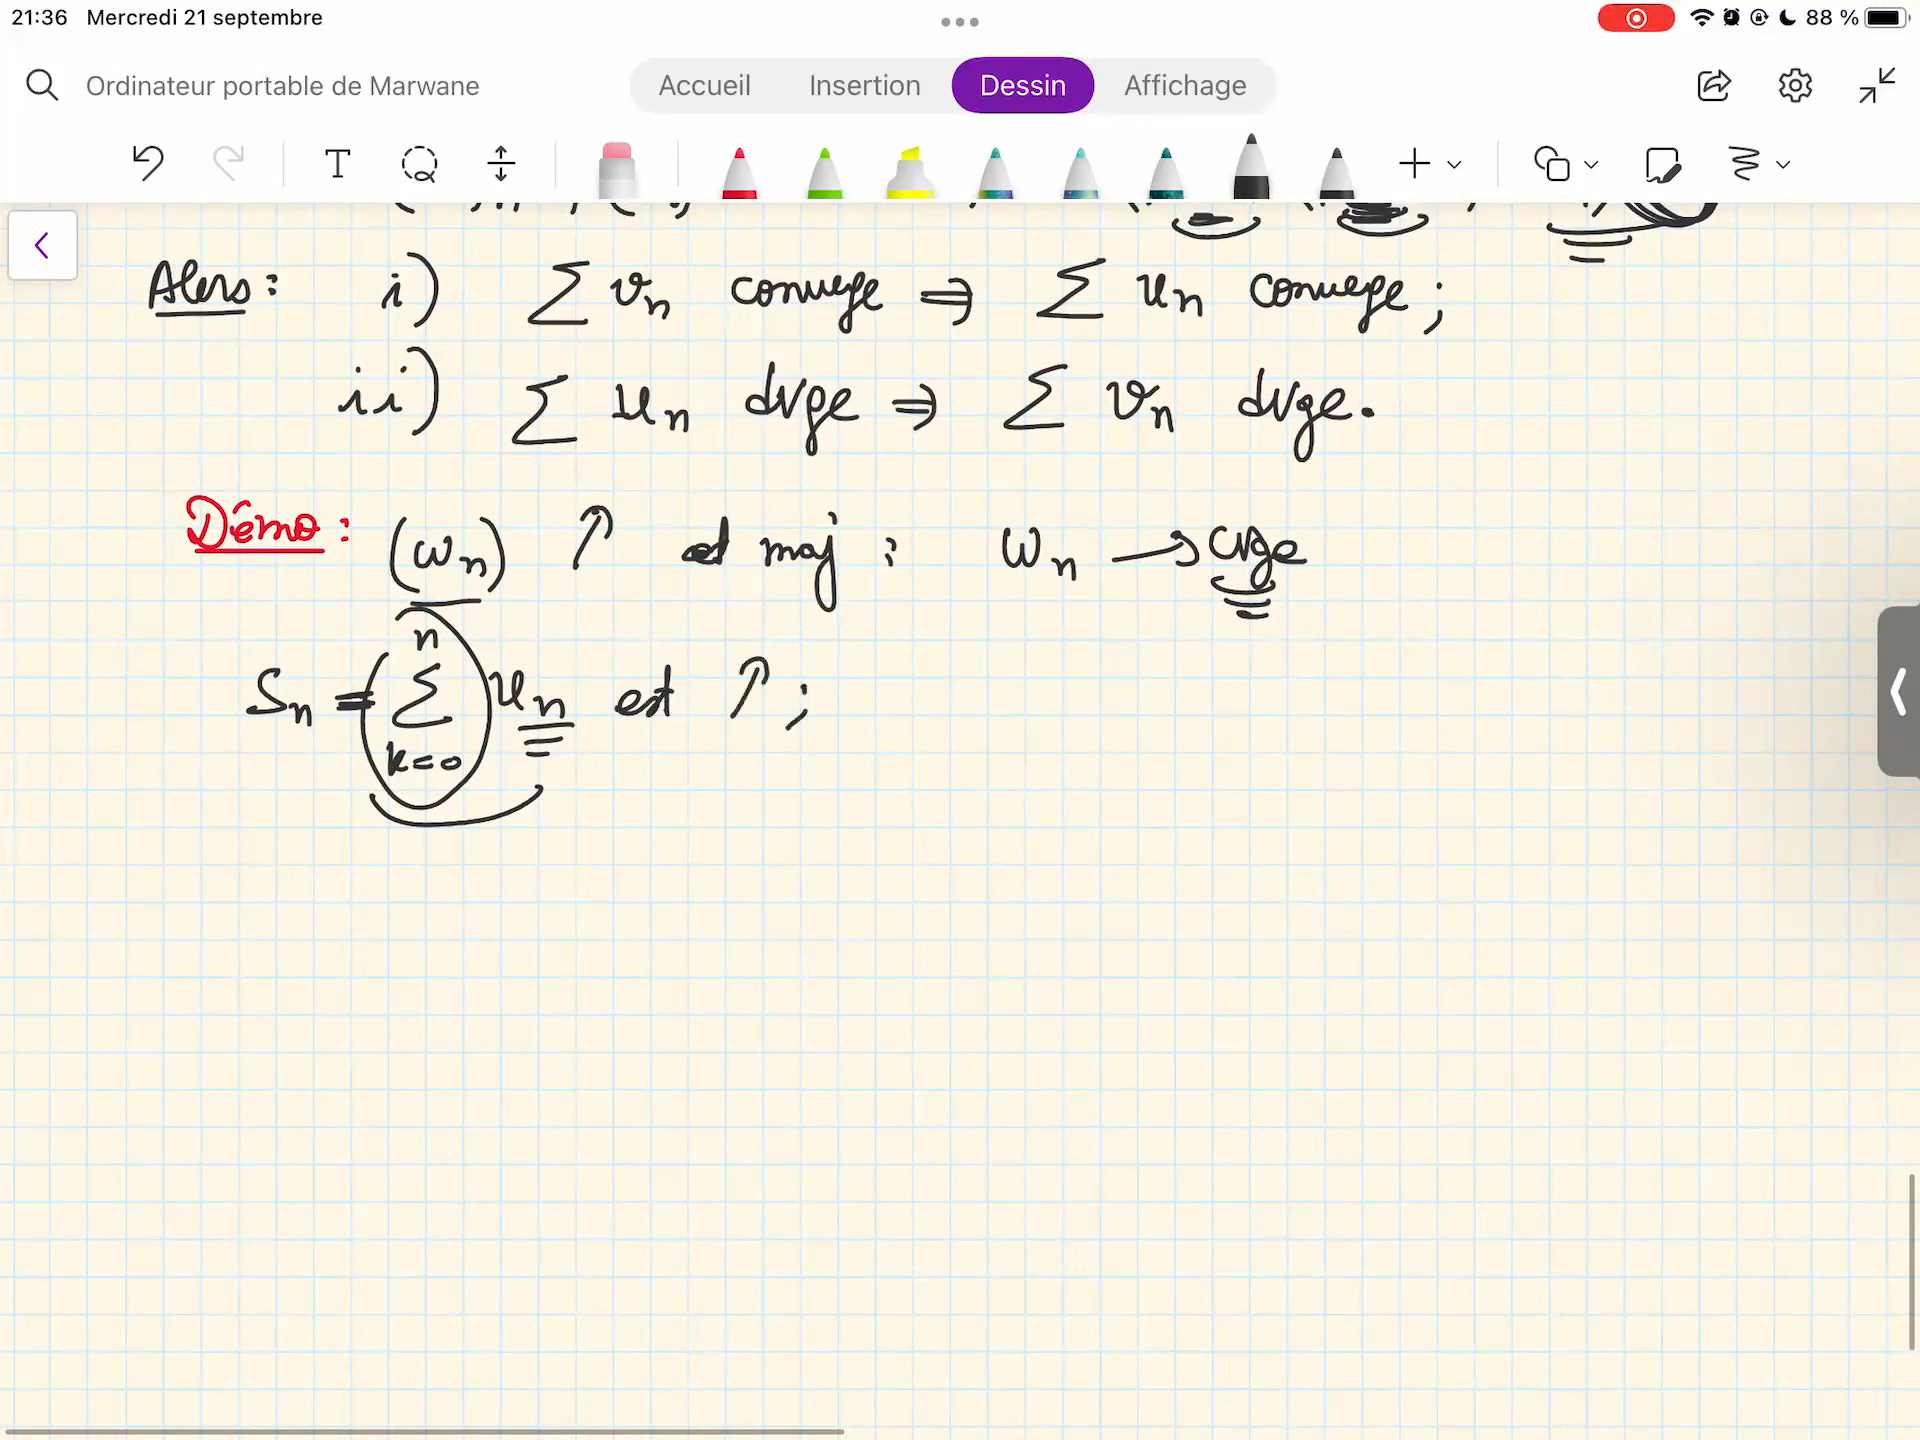 21:36 Mercredi 21 septembre 88 %
Ordinateur portable de Marwane Accueil Insertion Dessin Affichage
T
Alors : i) ∑ vn converge ⇒ ∑ un converge ;
ii) ∑ un dvge ⇒ ∑ vn dvge.
Démo : (wn) ↑ et maj : wn → cvge
Sn = ∑ₖ₌₀ⁿ un est ↑ ;